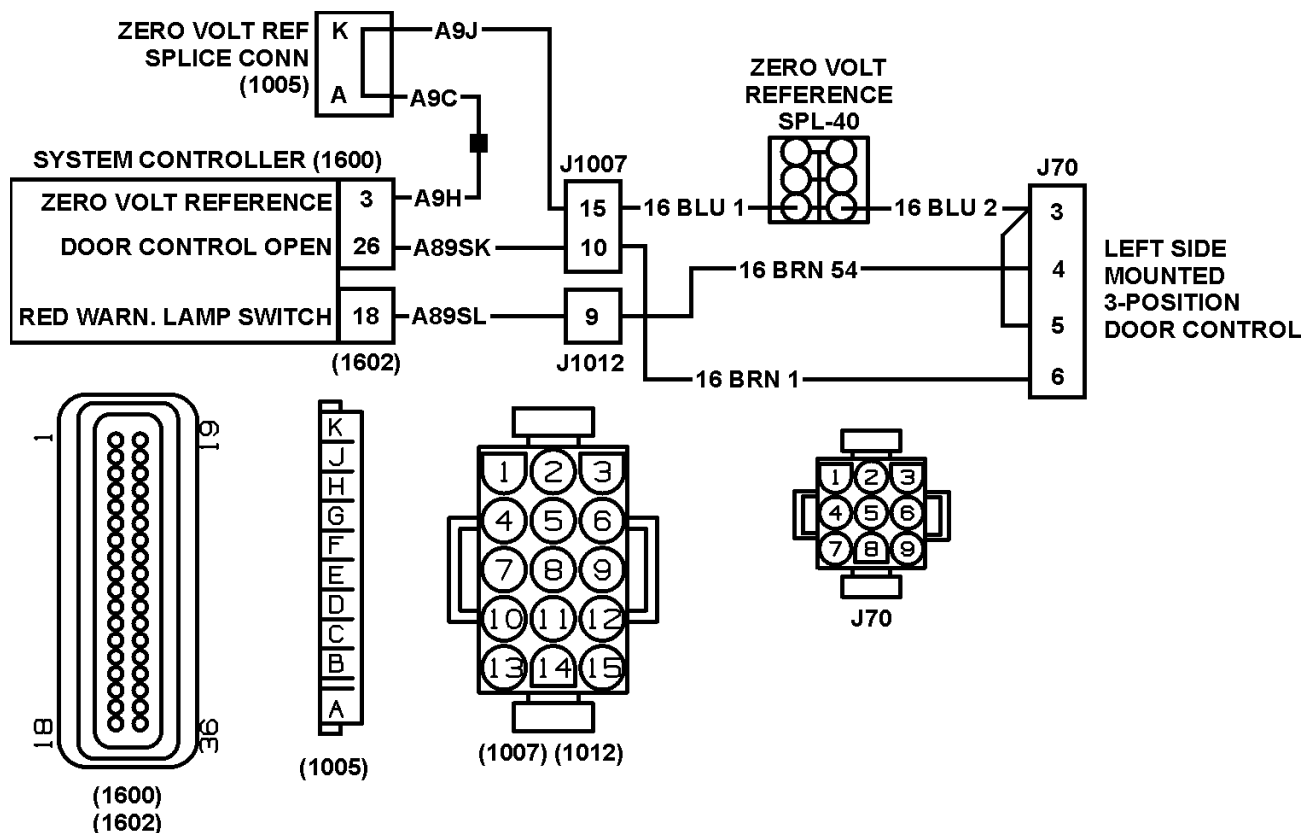 ZERO VOLT REF
SPLICE CONN
(1005)
K
A
A9J
A9C
ZERO VOLT
REFERENCE
SPL-40
SYSTEM CONTROLLER (1600)
J1007
J70
ZERO VOLT REFERENCE 3 A9H 15 16 BLU 1 16 BLU 2 3
DOOR CONTROL OPEN 26 A89SK 10
16 BRN 54 4
LEFT SIDE
MOUNTED
3-POSITION
DOOR CONTROL
RED WARN. LAMP SWITCH 18 A89SL 9 5
(1602)
J1012
16 BRN 1 6
1 19
18 36
(1600)
(1602)
K
J
H
G
F
E
D
C
B
A
(1005)
1 2 3
4 5 6
7 8 9
10 11 12
13 14 15
(1007) (1012)
1 2 3
4 5 6
7 8 9
J70